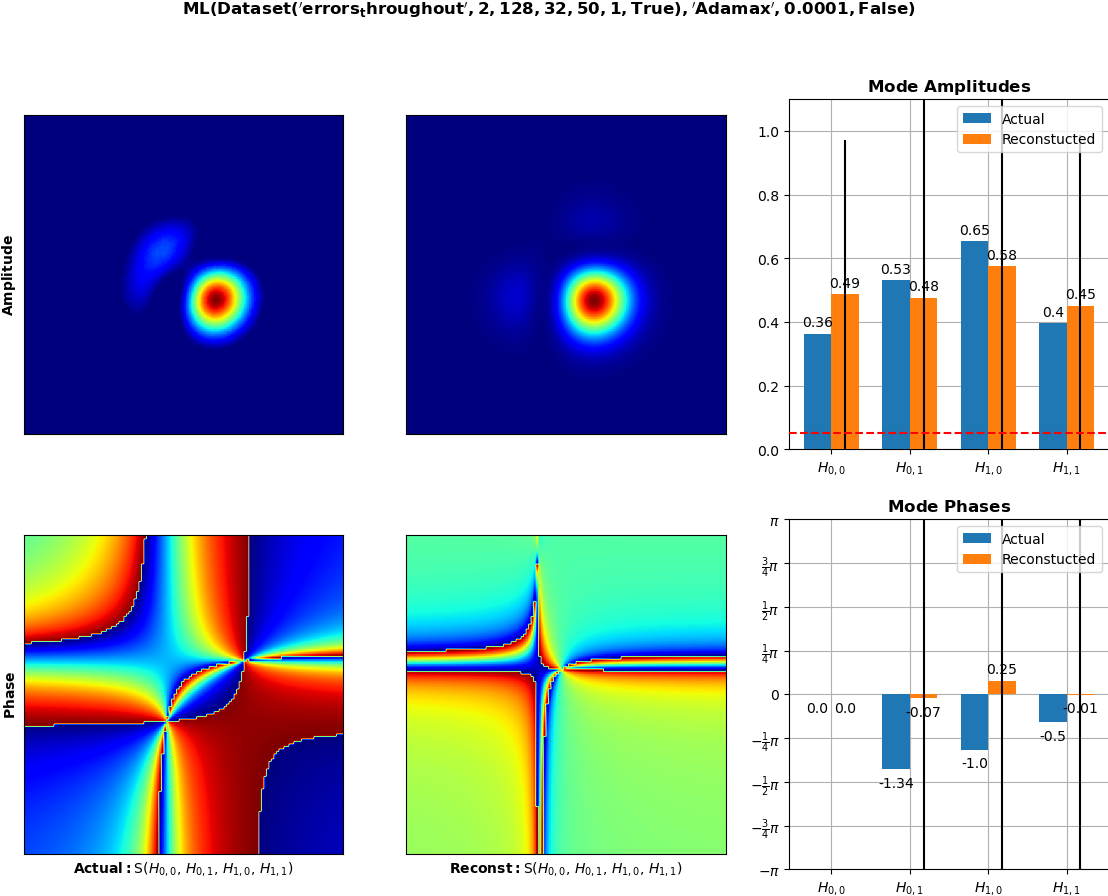 ML(Dataset('errors_throughout', 2, 128, 32, 50, 1, True), 'Adamax', 0.0001, False)
Mode Amplitudes
Amplitude
1.0
0.8
0.6
0.4
0.2
0.0
Actual
Reconstucted
0.36
0.49
0.53
0.48
0.65
0.58
0.4
0.45
H0,0
H0,1
H1,0
H1,1
Mode Phases
Phase
π
3/4π
1/2π
1/4π
0
−1/4π
−1/2π
−3/4π
−π
Actual
Reconstucted
0.0
0.0
-1.34
-0.07
-1.0
0.25
-0.5
-0.01
H0,0
H0,1
H1,0
H1,1
Actual: S(H0,0, H0,1, H1,0, H1,1)
Reconst: S(H0,0, H0,1, H1,0, H1,1)